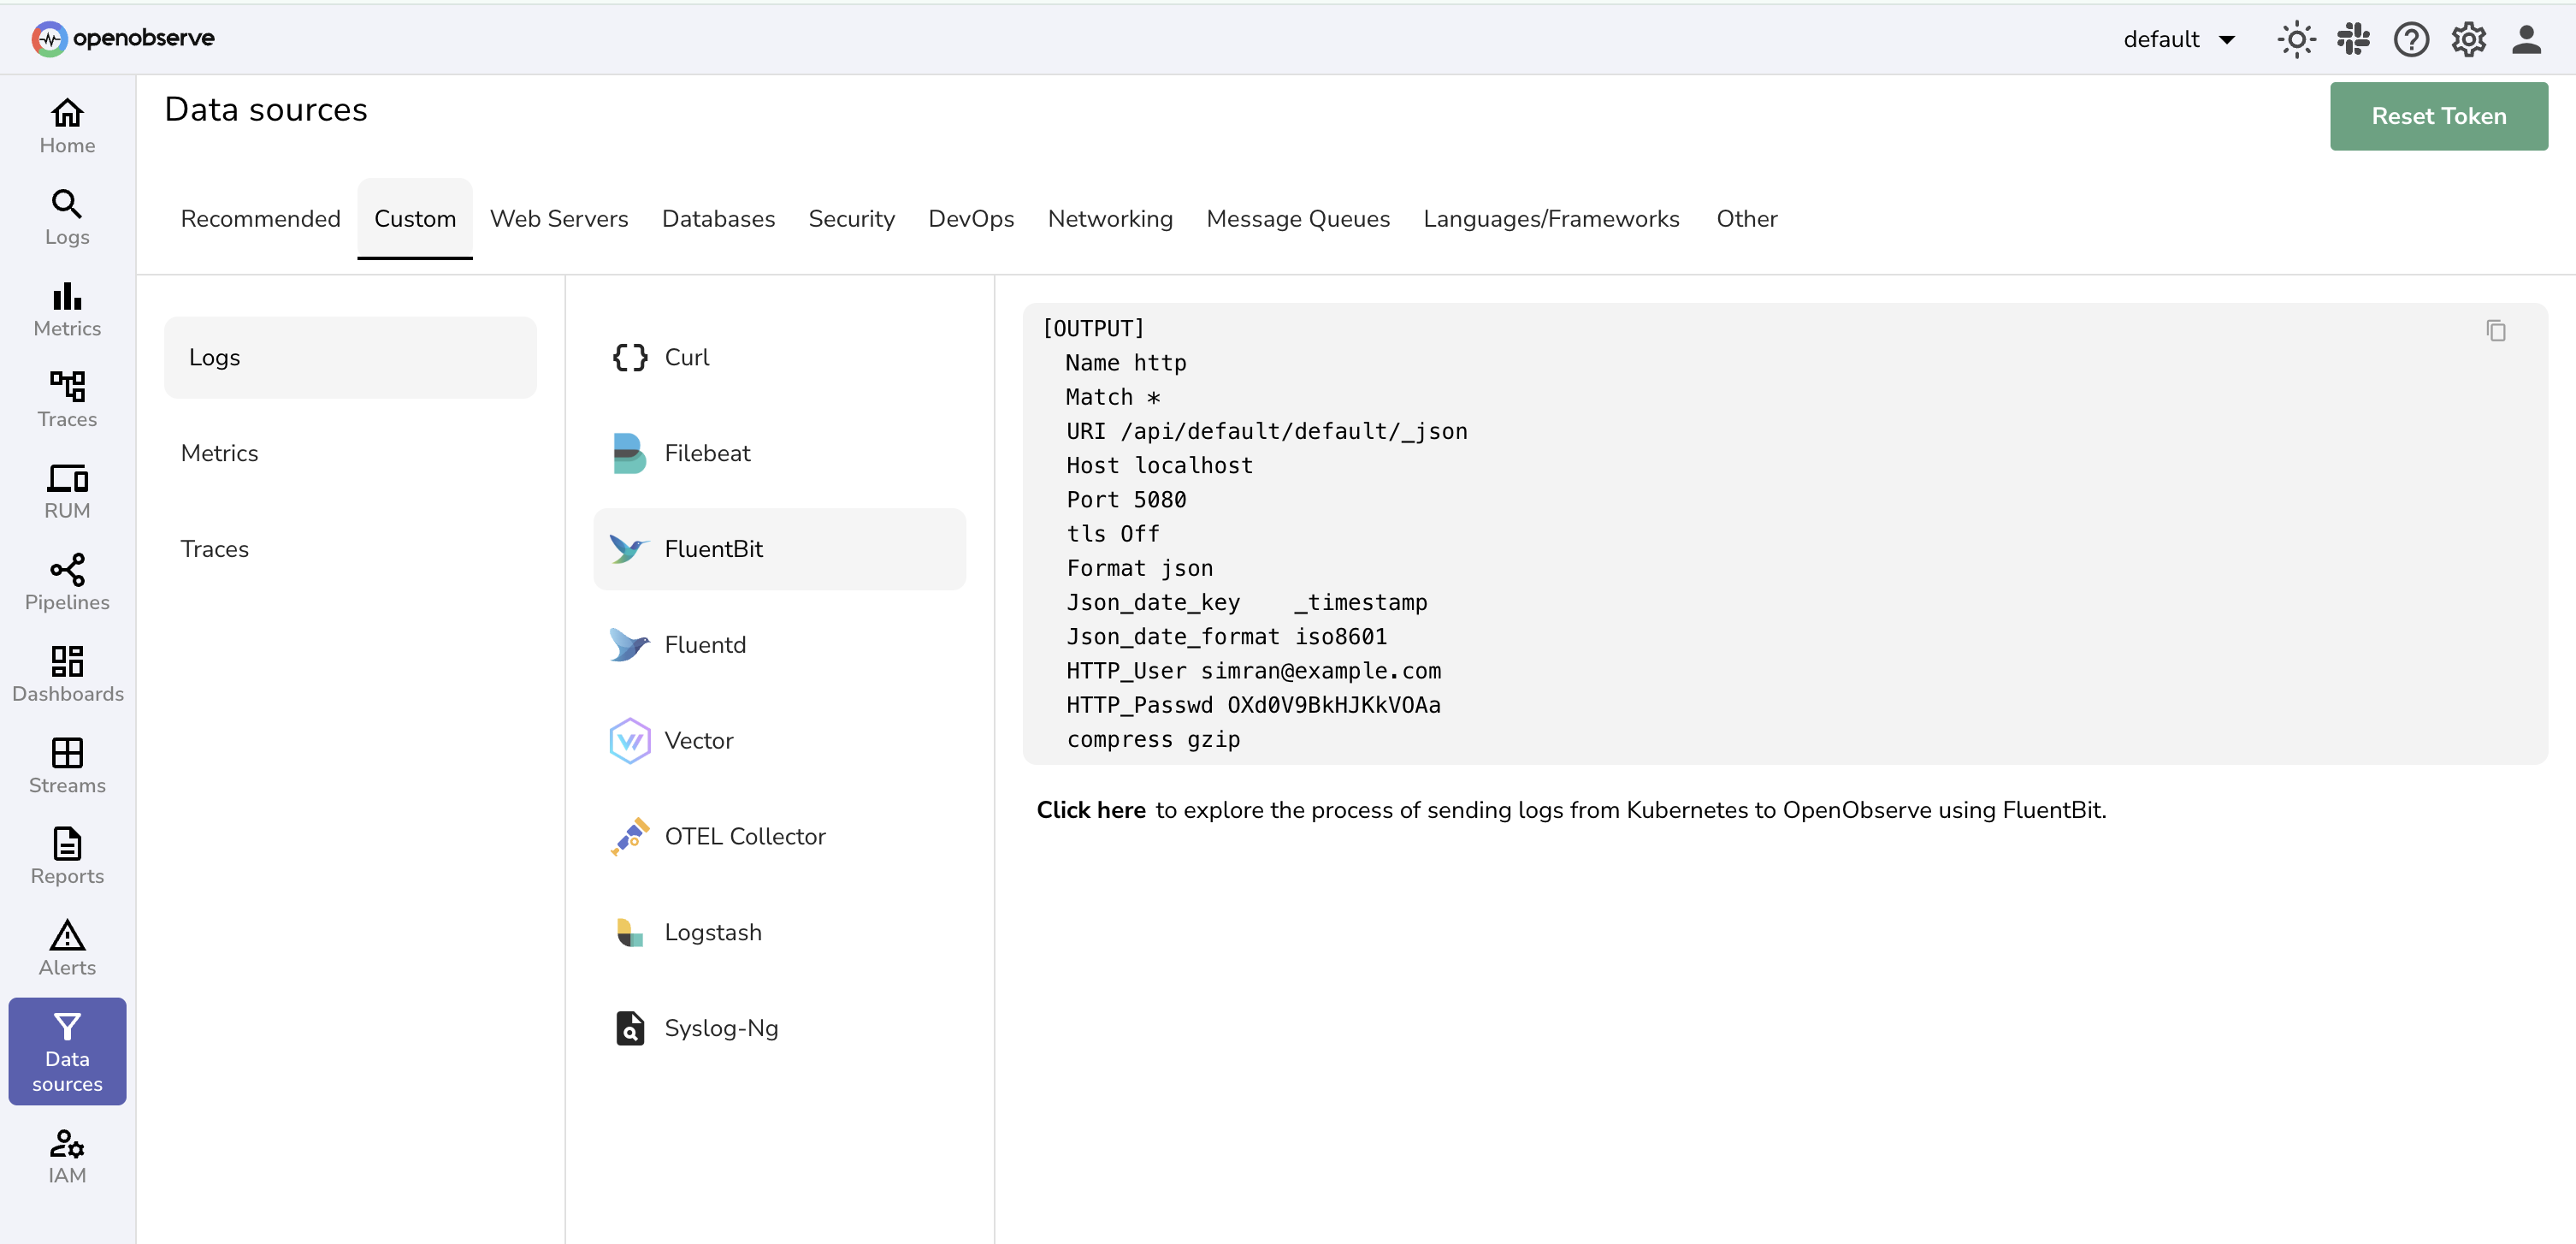 openobserve
default
Home
Logs
Metrics
Traces
RUM
Pipelines
Dashboards
Streams
Reports
Alerts
Data
sources
IAM
Data sources
Reset Token
Recommended Custom Web Servers Databases Security DevOps Networking Message Queues Languages/Frameworks Other
Logs
Metrics
Traces
Curl
Filebeat
FluentBit
Fluentd
Vector
OTEL Collector
Logstash
Syslog-Ng
[OUTPUT]
Name http
Match *
URI /api/default/default/_json
Host localhost
Port 5080
tls Off
Format json
Json_date_key    _timestamp
Json_date_format iso8601
HTTP_User simran@example.com
HTTP_Passwd OXd0V9BkHJKkVOAa
compress gzip
Click here to explore the process of sending logs from Kubernetes to OpenObserve using FluentBit.